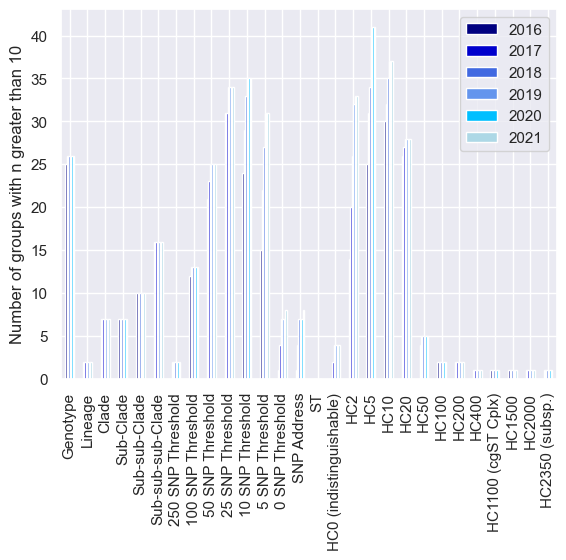 Number of groups with n greater than 10
40
35
30
25
20
15
10
5
0
2016
2017
2018
2019
2020
2021
Genotype
Lineage
Clade
Sub-Clade
Sub-sub-Clade
Sub-sub-sub-Clade
250 SNP Threshold
100 SNP Threshold
50 SNP Threshold
25 SNP Threshold
10 SNP Threshold
5 SNP Threshold
0 SNP Threshold
SNP Address
ST
HC0 (indistinguishable)
HC2
HC5
HC10
HC20
HC50
HC100
HC200
HC400
HC1100 (cgST Cplx)
HC1500
HC2000
HC2350 (subsp.)